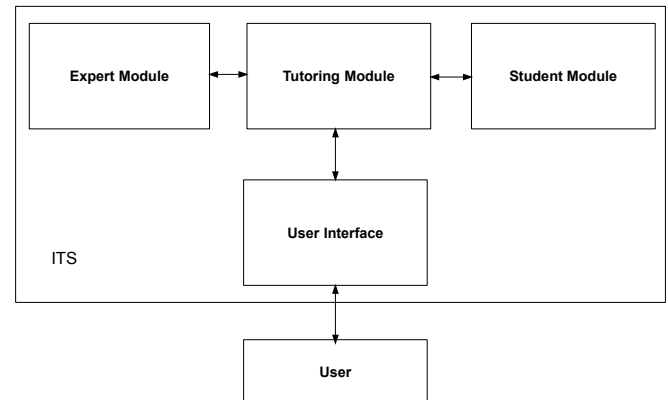 Expert Module
Tutoring Module
Student Module
User Interface
ITS
User